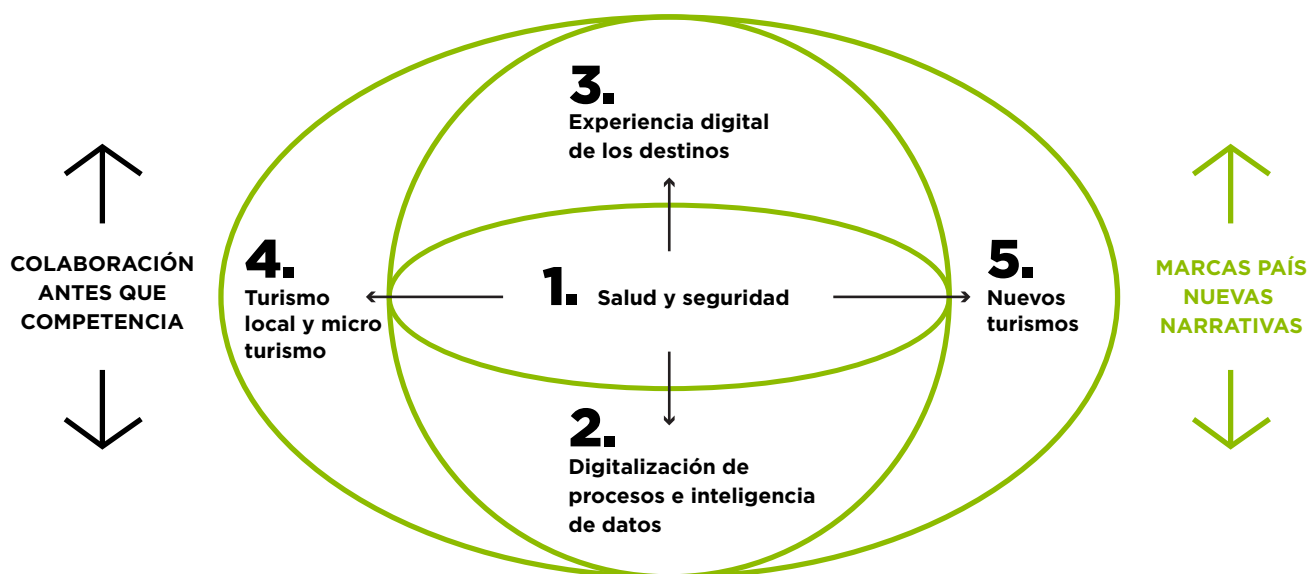 3.
Experiencia digital
de los destinos
COLABORACIÓN
ANTES QUE
COMPETENCIA
4.
Turismo
local y micro
turismo
1. Salud y seguridad
5.
Nuevos
turismos
MARCAS PAÍS
NUEVAS
NARRATIVAS
2.
Digitalización de
procesos e inteligencia
de datos